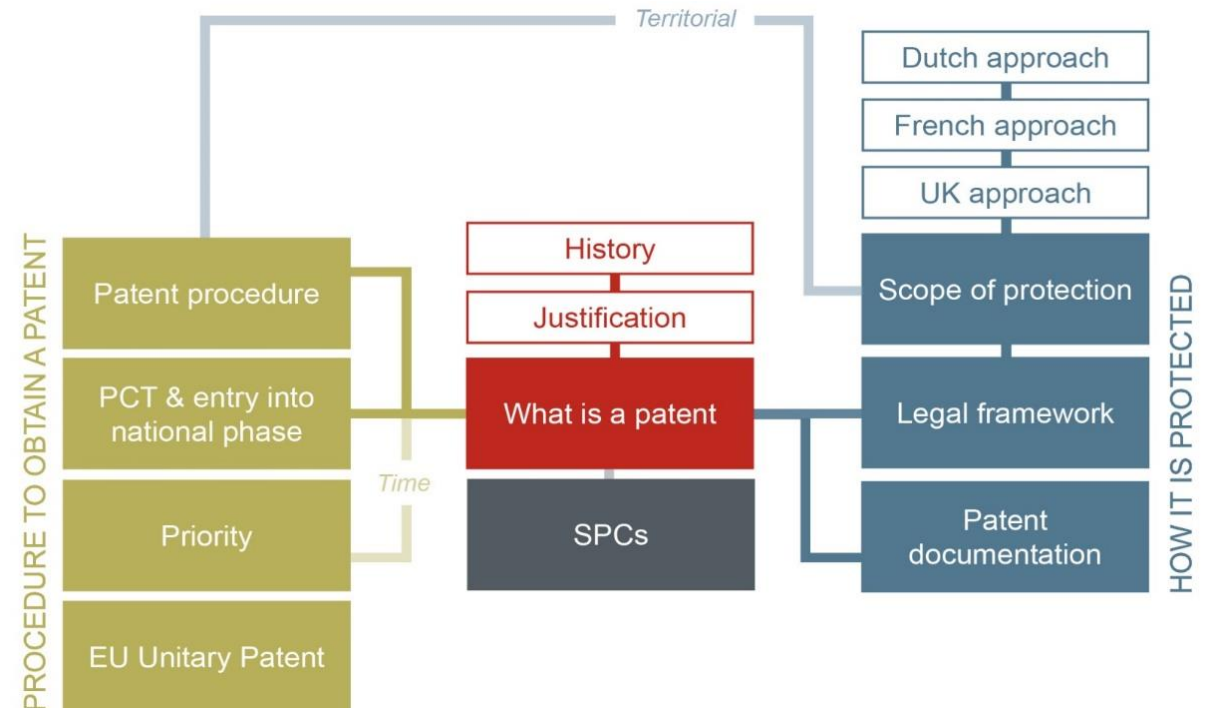 Territorial
PROCEDURE TO OBTAIN A PATENT
Patent procedure
PCT & entry into
national phase
Priority
EU Unitary Patent
Time
History
Justification
What is a patent
SPCs
Dutch approach
French approach
UK approach
Scope of protection
Legal framework
Patent
documentation
HOW IT IS PROTECTED